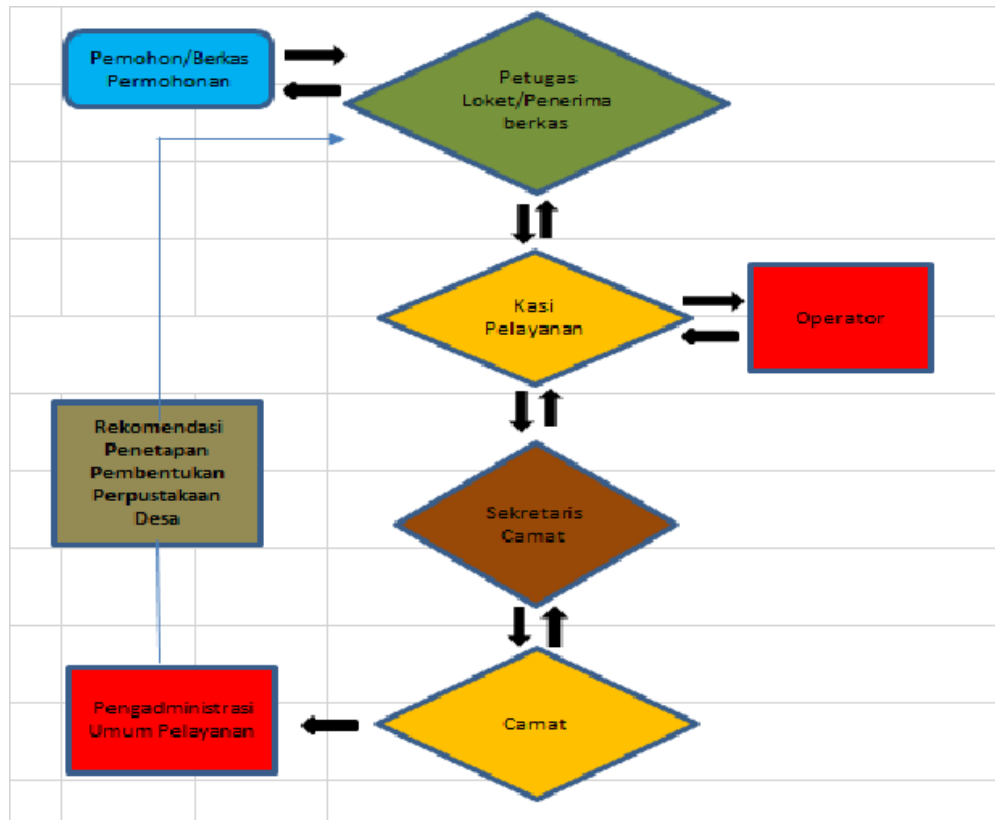 Pemohon/Berkas
Permohonan
Petugas
Loket/Penerima
berkas
Kasi
Pelayanan
Operator
Rekomendasi
Penetapan
Pembentukan
Perpustakaan
Desa
Sekretaris
Camat
Pengadministrasi
Umum Pelayanan
Camat